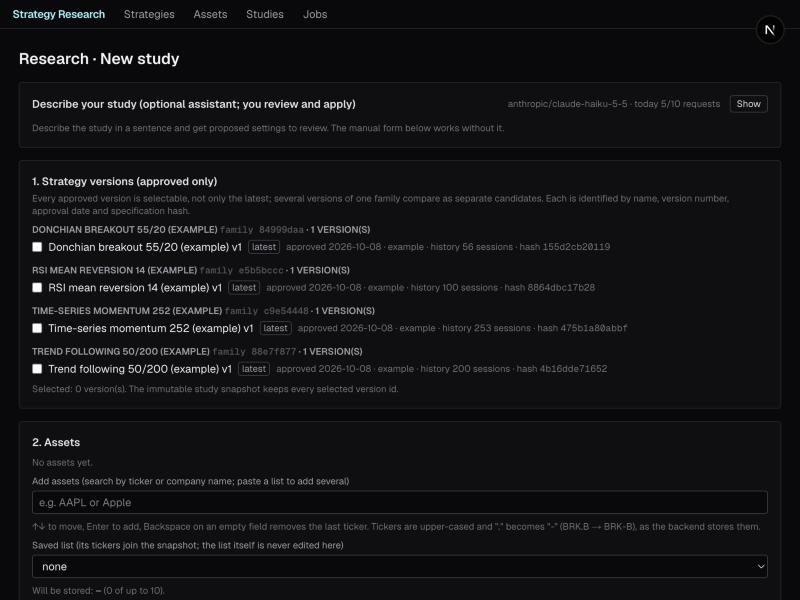 Strategy Research Strategies Assets Studies Jobs
N
Research · New study
Describe your study (optional assistant; you review and apply) anthropic/claude-haiku-5-5 · today 5/10 requests Show
Describe the study in a sentence and get proposed settings to review. The manual form below works without it.
1. Strategy versions (approved only)
Every approved version is selectable, not only the latest; several versions of one family compare as separate candidates. Each is identified by name, version number,
approval date and specification hash.
DONCHIAN BREAKOUT 55/20 (EXAMPLE) family 84999daa · 1 VERSION(S)
Donchian breakout 55/20 (example) v1 latest approved 2026-10-08 · example · history 56 sessions · hash 155d2cb20119
RSI MEAN REVERSION 14 (EXAMPLE) family e5b5bccc · 1 VERSION(S)
RSI mean reversion 14 (example) v1 latest approved 2026-10-08 · example · history 100 sessions · hash 8864dbc17b28
TIME-SERIES MOMENTUM 252 (EXAMPLE) family c9e54448 · 1 VERSION(S)
Time-series momentum 252 (example) v1 latest approved 2026-10-08 · example · history 253 sessions · hash 475b1a80abbf
TREND FOLLOWING 50/200 (EXAMPLE) family 88e7f877 · 1 VERSION(S)
Trend following 50/200 (example) v1 latest approved 2026-10-08 · example · history 200 sessions · hash 4b16dde71652
Selected: 0 version(s). The immutable study snapshot keeps every selected version id.
2. Assets
No assets yet.
Add assets (search by ticker or company name; paste a list to add several)
e.g. AAPL or Apple
↑↓ to move, Enter to add, Backspace on an empty field removes the last ticker. Tickers are upper-cased and "." becomes "-" (BRK.B → BRK-B), as the backend stores them.
Saved list (its tickers join the snapshot; the list itself is never edited here)
none
Will be stored: – (0 of up to 10).